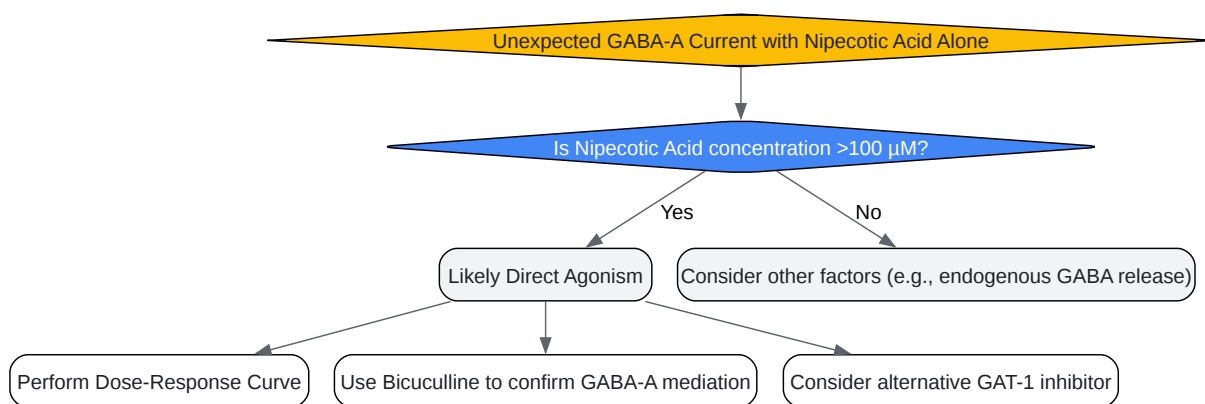 Unexpected GABA-A Current with Nipecotic Acid Alone
Is Nipecotic Acid concentration >100 µM?
Yes
No
Likely Direct Agonism
Consider other factors (e.g., endogenous GABA release)
Perform Dose-Response Curve
Use Bicuculline to confirm GABA-A mediation
Consider alternative GAT-1 inhibitor